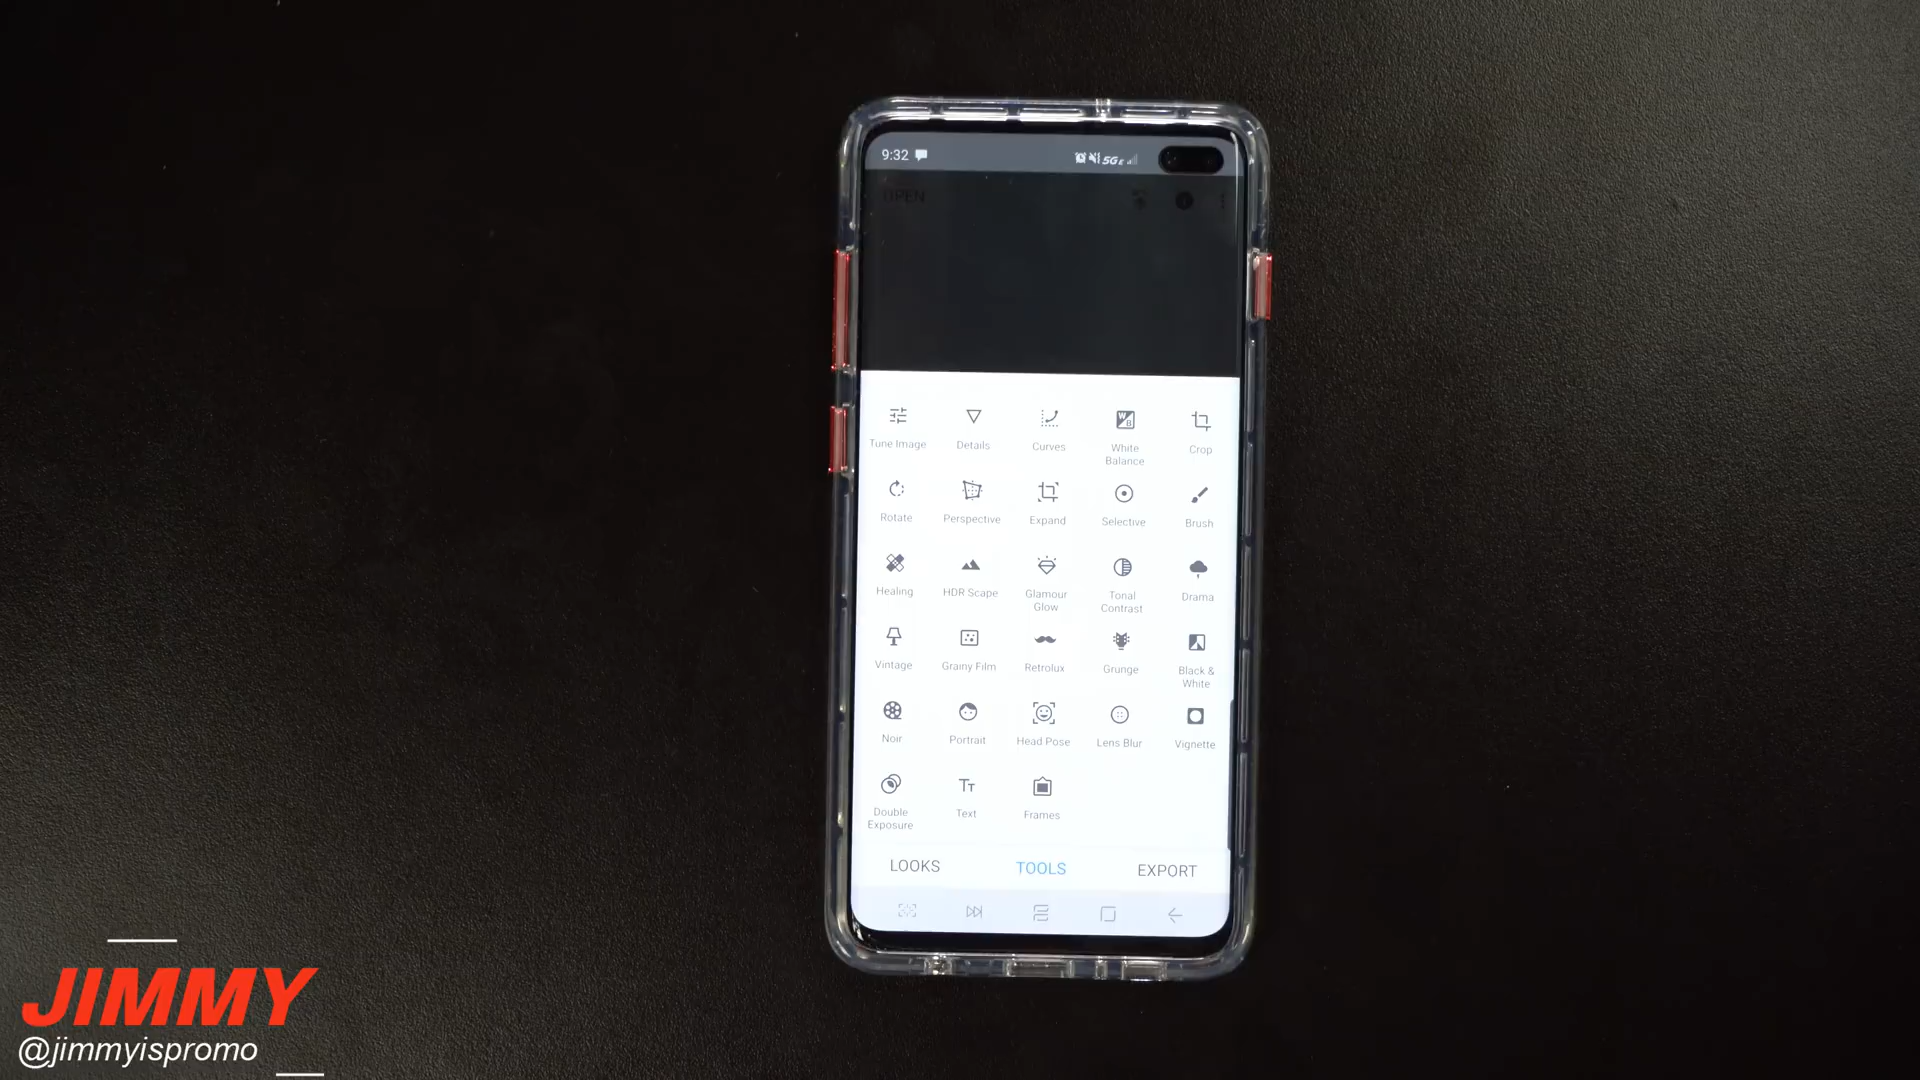 9:32
5G E
OPEN
Tune Image
Details
Curves
White
Balance
Crop
Rotate
Perspective
Expand
Selective
Brush
Healing
HDR Scape
Glamour
Glow
Tonal
Contrast
Drama
Vintage
Grainy Film
Retrolux
Grunge
Black &
White
Noir
Portrait
Head Pose
Lens Blur
Vignette
Double
Exposure
Text
Frames
LOOKS
TOOLS
EXPORT
JIMMY
@jimmyispromo